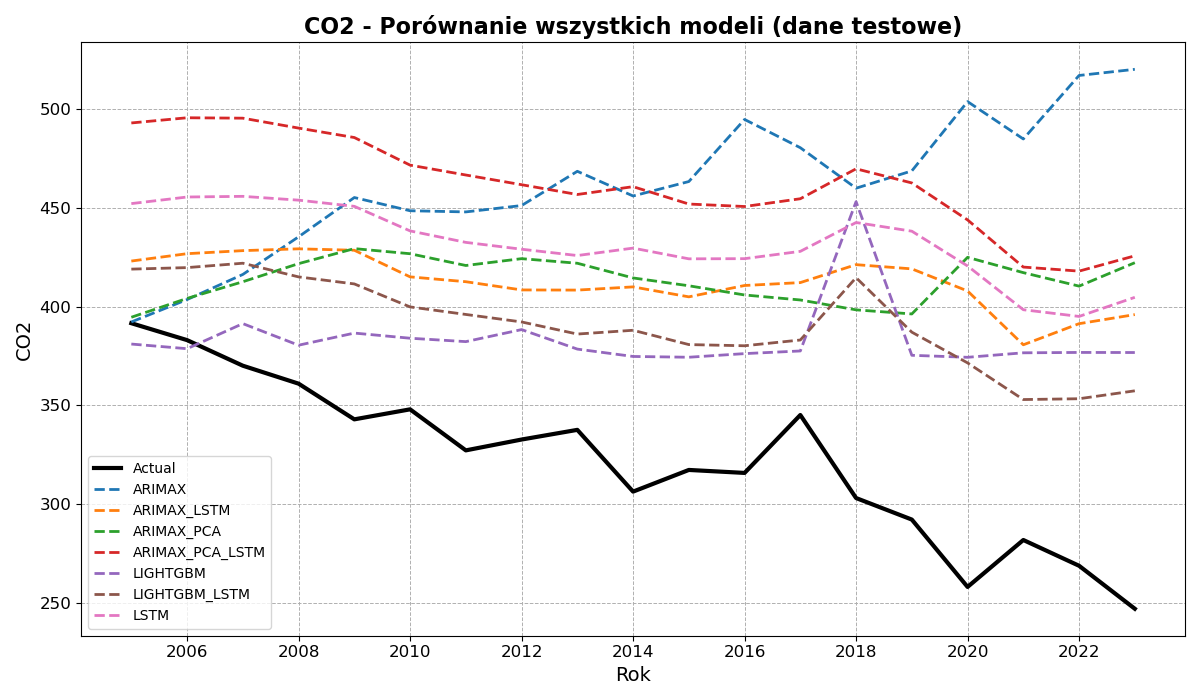 CO2 - Porównanie wszystkich modeli (dane testowe)
CO2
500
450
400
350
300
250
Actual
ARIMAX
ARIMAX_LSTM
ARIMAX_PCA
ARIMAX_PCA_LSTM
LIGHTGBM
LIGHTGBM_LSTM
LSTM
2006 2008 2010 2012 2014 2016 2018 2020 2022
Rok